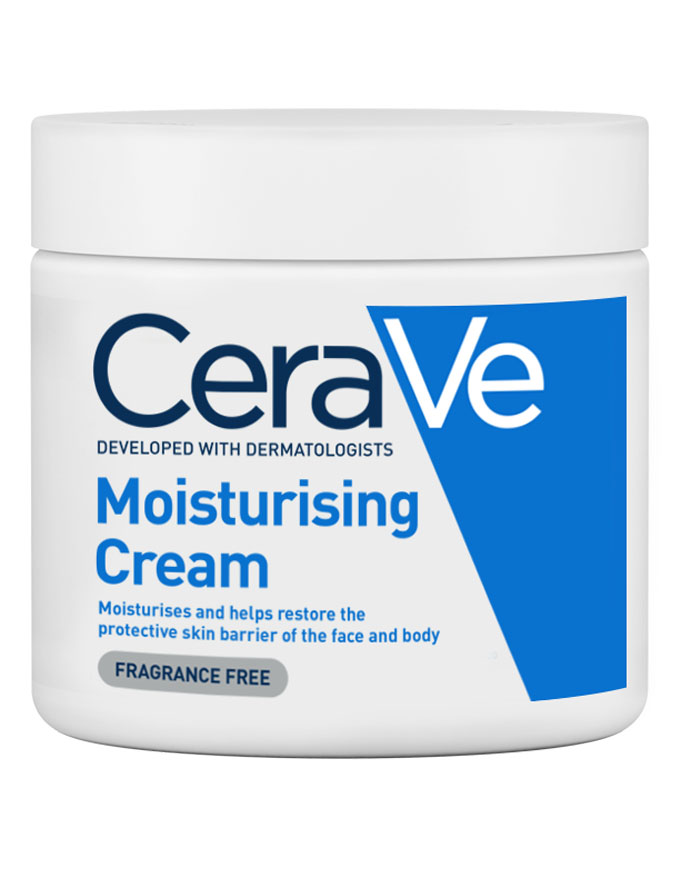 CeraVe
DEVELOPED WITH DERMATOLOGISTS
Moisturising
Cream
Moisturises and helps restore the
protective skin barrier of the face and body
FRAGRANCE FREE